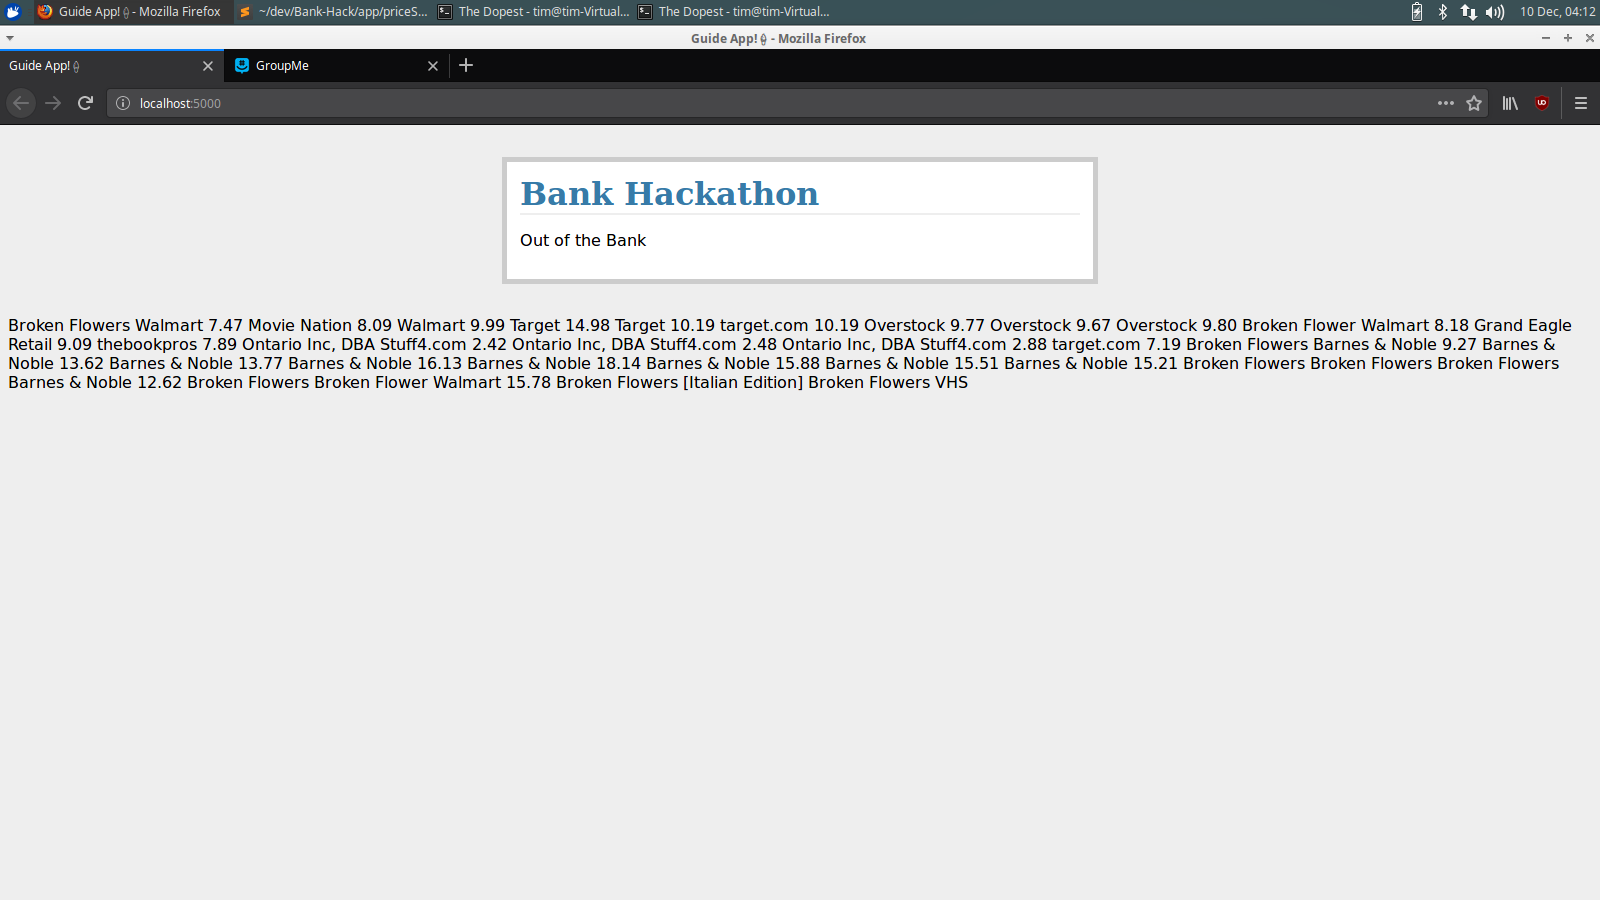 Guide App! - Mozilla Firefox
~/dev/Bank-Hack/app/priceS...
The Dopest - tim@tim-Virtual...
The Dopest - tim@tim-Virtual...
10 Dec, 04:12
Guide App! - Mozilla Firefox
Guide App!
GroupMe
localhost:5000
Bank Hackathon
Out of the Bank
Broken Flowers Walmart 7.47 Movie Nation 8.09 Walmart 9.99 Target 14.98 Target 10.19 target.com 10.19 Overstock 9.77 Overstock 9.67 Overstock 9.80 Broken Flower Walmart 8.18 Grand Eagle
Retail 9.09 thebookpros 7.89 Ontario Inc, DBA Stuff4.com 2.42 Ontario Inc, DBA Stuff4.com 2.48 Ontario Inc, DBA Stuff4.com 2.88 target.com 7.19 Broken Flowers Barnes & Noble 9.27 Barnes &
Noble 13.62 Barnes & Noble 13.77 Barnes & Noble 16.13 Barnes & Noble 18.14 Barnes & Noble 15.88 Barnes & Noble 15.51 Barnes & Noble 15.21 Broken Flowers Broken Flowers Broken Flowers
Barnes & Noble 12.62 Broken Flowers Broken Flower Walmart 15.78 Broken Flowers [Italian Edition] Broken Flowers VHS